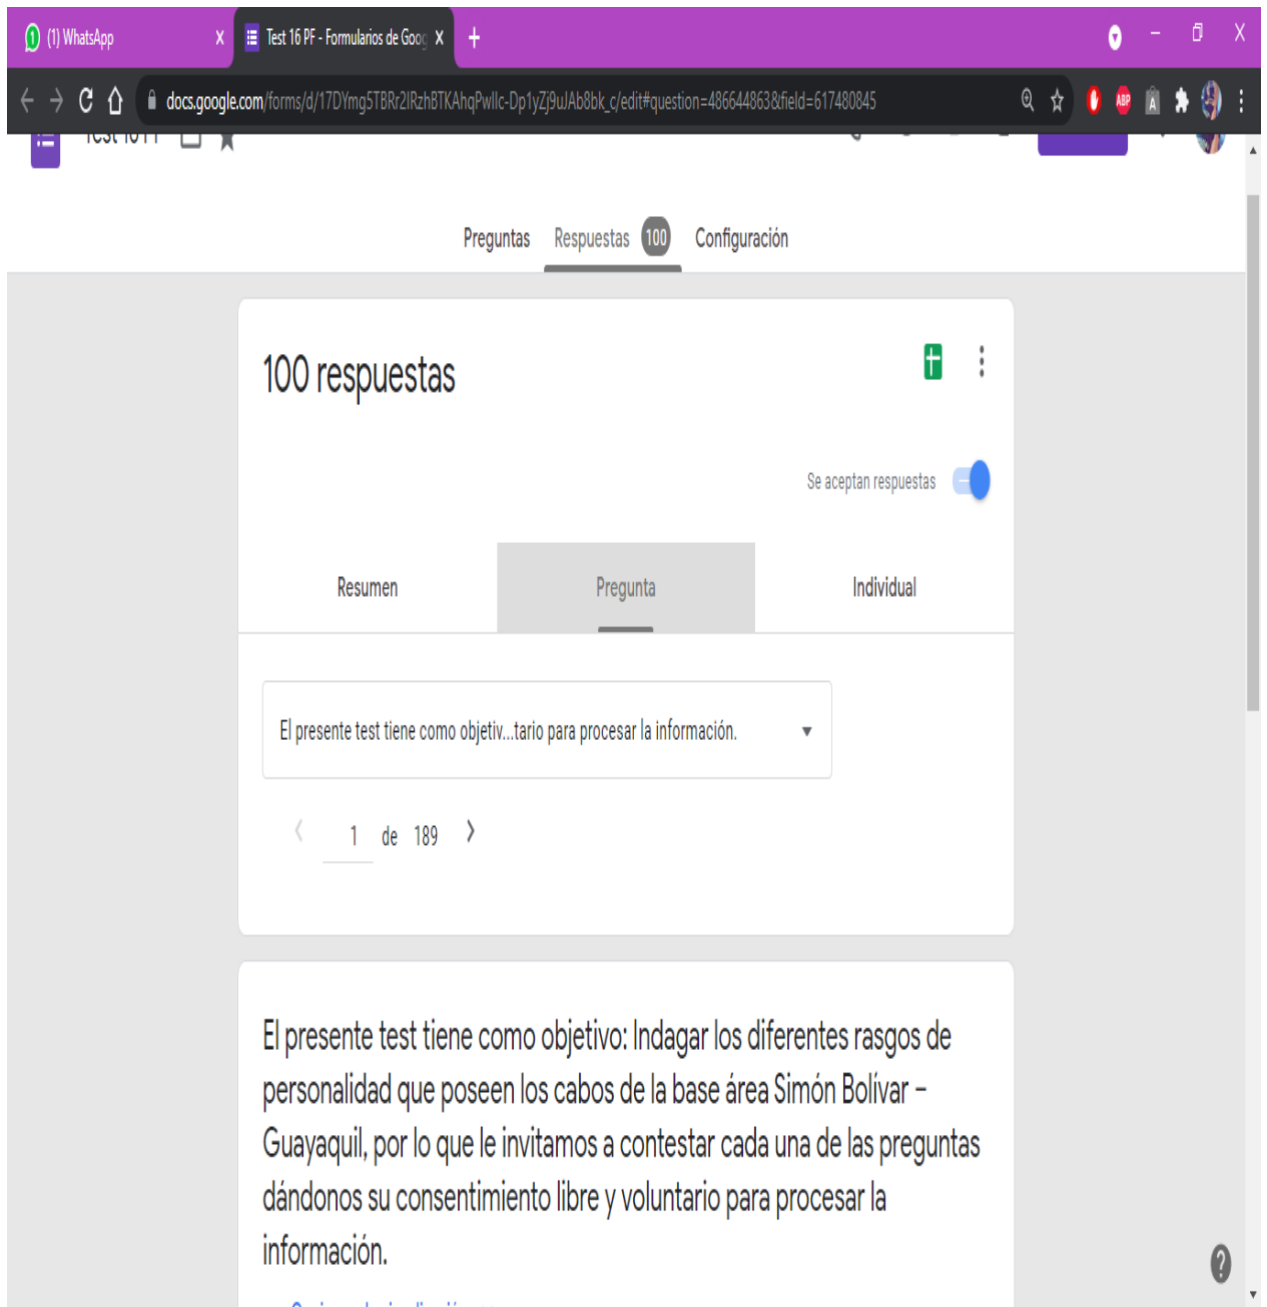 (1) WhatsApp
Test 16 PF - Formularios de Goog
docs.google.com/forms/d/17DYmg5TBRr2IRzhBTKAhqPwIlc-Dp1yZj9uJAb8bk_c/edit#question=486644863&field=617480845
ABP
Preguntas Respuestas 100 Configuración
100 respuestas
Se aceptan respuestas
Resumen Pregunta Individual
El presente test tiene como objetiv...tario para procesar la información.
1 de 189
El presente test tiene como objetivo: Indagar los diferentes rasgos de
personalidad que poseen los cabos de la base área Simón Bolívar –
Guayaquil, por lo que le invitamos a contestar cada una de las preguntas
dándonos su consentimiento libre y voluntario para procesar la
información.